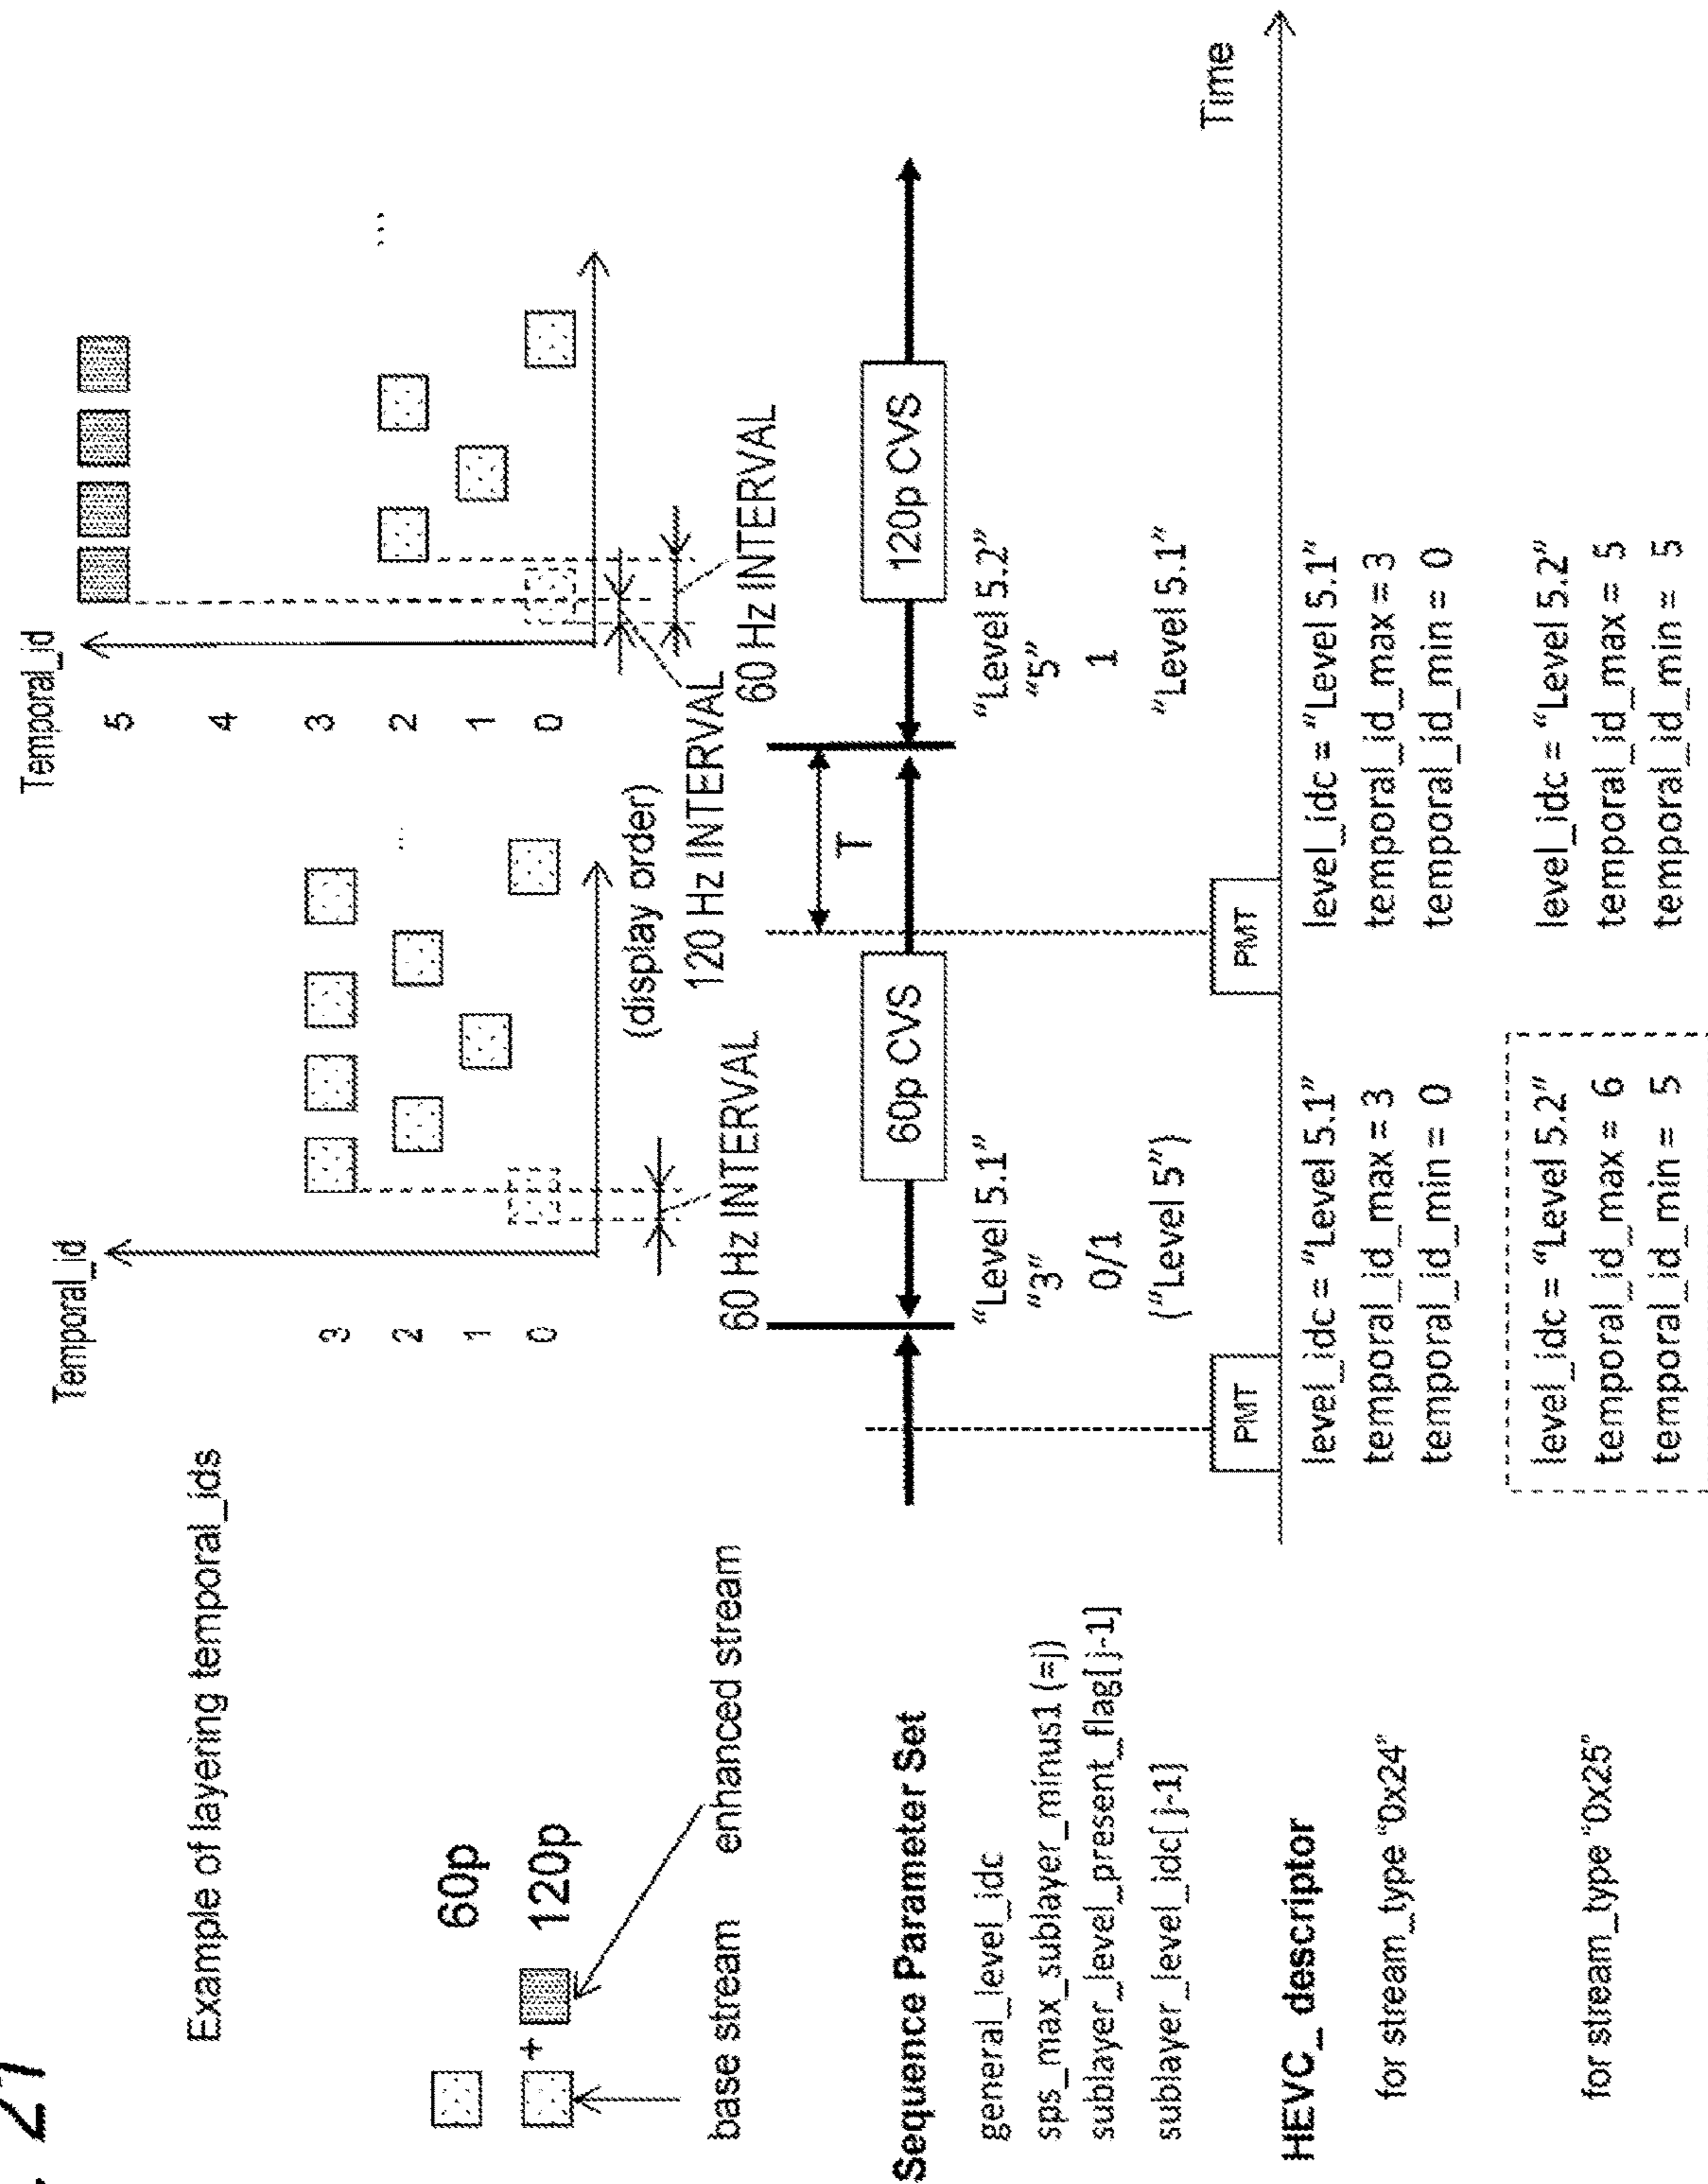 . 21
Example of layering temporal_ids
60p
+
120p
base stream
enhanced stream
Temporal_id
3
2
1
0
...
(display order)
60 Hz INTERVAL
Temporal_id
5
4
3
2
1
0
...
120 Hz INTERVAL
60 Hz INTERVAL
60p CVS
T
120p CVS
Sequence Parameter Set
general_level_idc "Level 5.1" "Level 5.2"
sps_max_sublayer_minus1 (=j) "3" "5"
sublayer_level_present_flag[j-1] 0/1 1
sublayer_level_idc[j-1] ("Level 5") "Level 5.1"
PMT PMT
Time
HEVC_descriptor
for stream_type "0x24"
level_idc = "Level 5.1" level_idc = "Level 5.1"
temporal_id_max = 3 temporal_id_max = 3
temporal_id_min = 0 temporal_id_min = 0
for stream_type "0x25"
level_idc = "Level 5.2" level_idc = "Level 5.2"
temporal_id_max = 6 temporal_id_max = 5
temporal_id_min = 5 temporal_id_min = 5